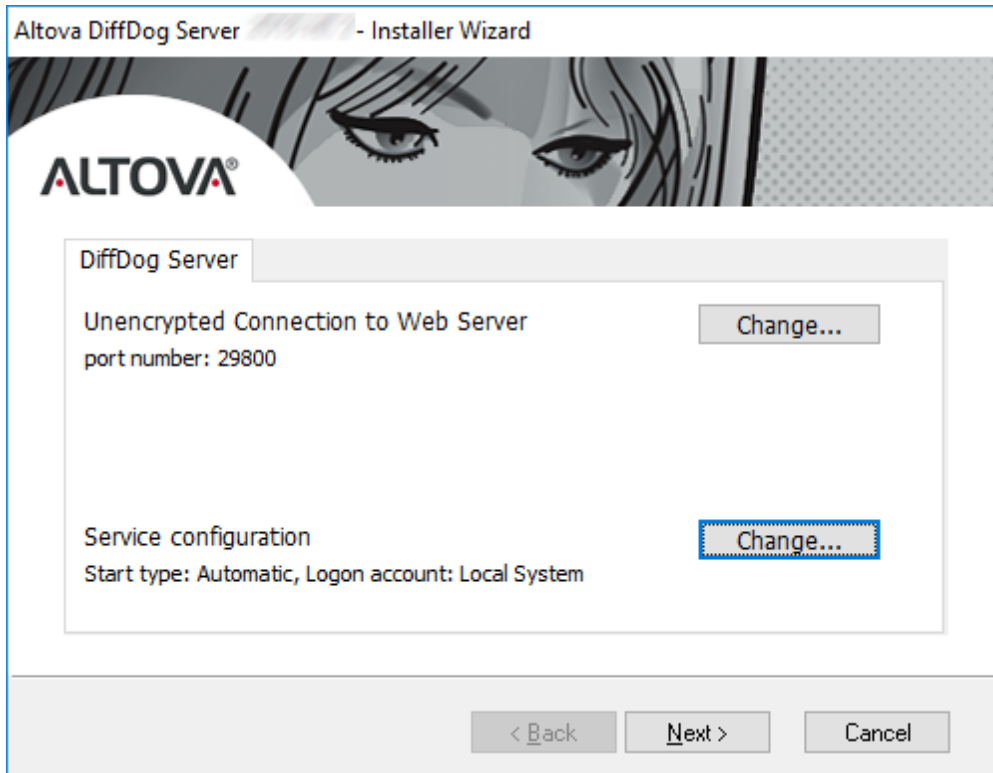 Altova DiffDog Server - Installer Wizard
ALTOVA®
DiffDog Server
Unencrypted Connection to Web Server
Change...
port number: 29800
Service configuration
Change...
Start type: Automatic, Logon account: Local System
< Back
Next >
Cancel